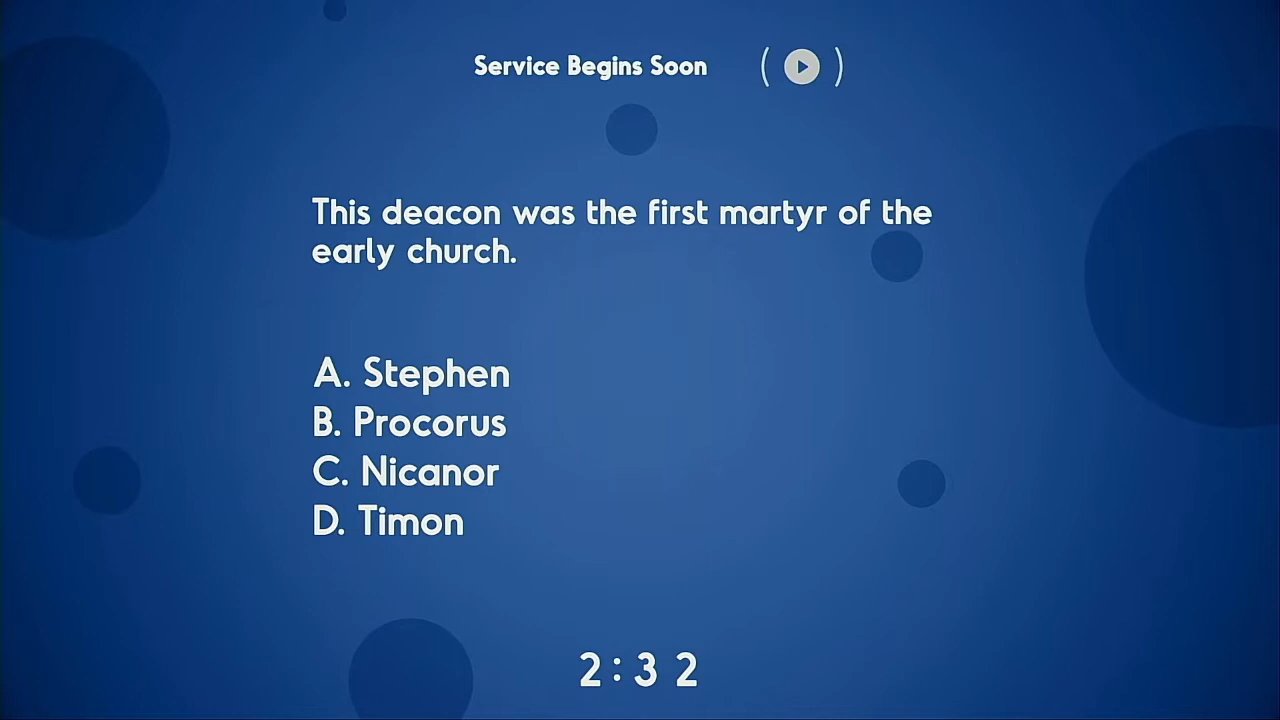 Service Begins Soon
This deacon was the first martyr of the
early church.
A. Stephen
B. Procorus
C. Nicanor
D. Timon
2:32